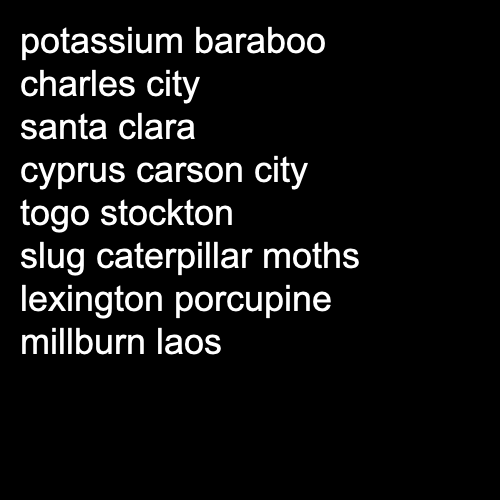 potassium baraboo
charles city
santa clara
cyprus carson city
togo stockton
slug caterpillar moths
lexington porcupine
millburn laos